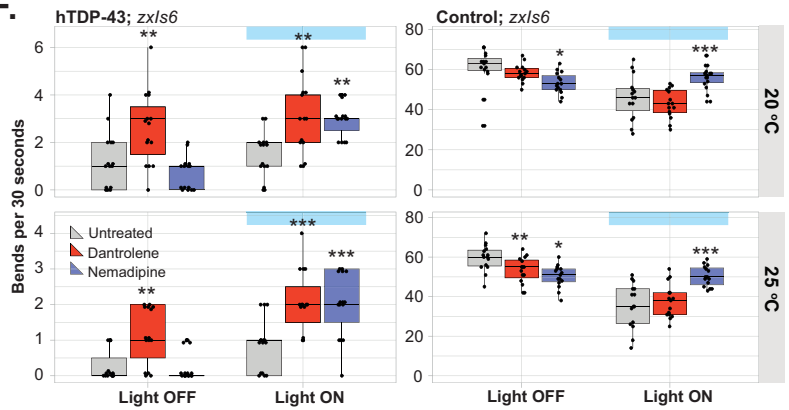 F.
hTDP-43; zxIs6
Control; zxIs6
Bends per 30 seconds
6
4
2
0
**
**
**
80
60
40
20
0
*
***
20 ºC
4
3
2
1
0
Untreated
Dantrolene
Nemadipine
**
***
***
80
60
40
20
0
**
*
***
25 ºC
Light OFF
Light ON
Light OFF
Light ON